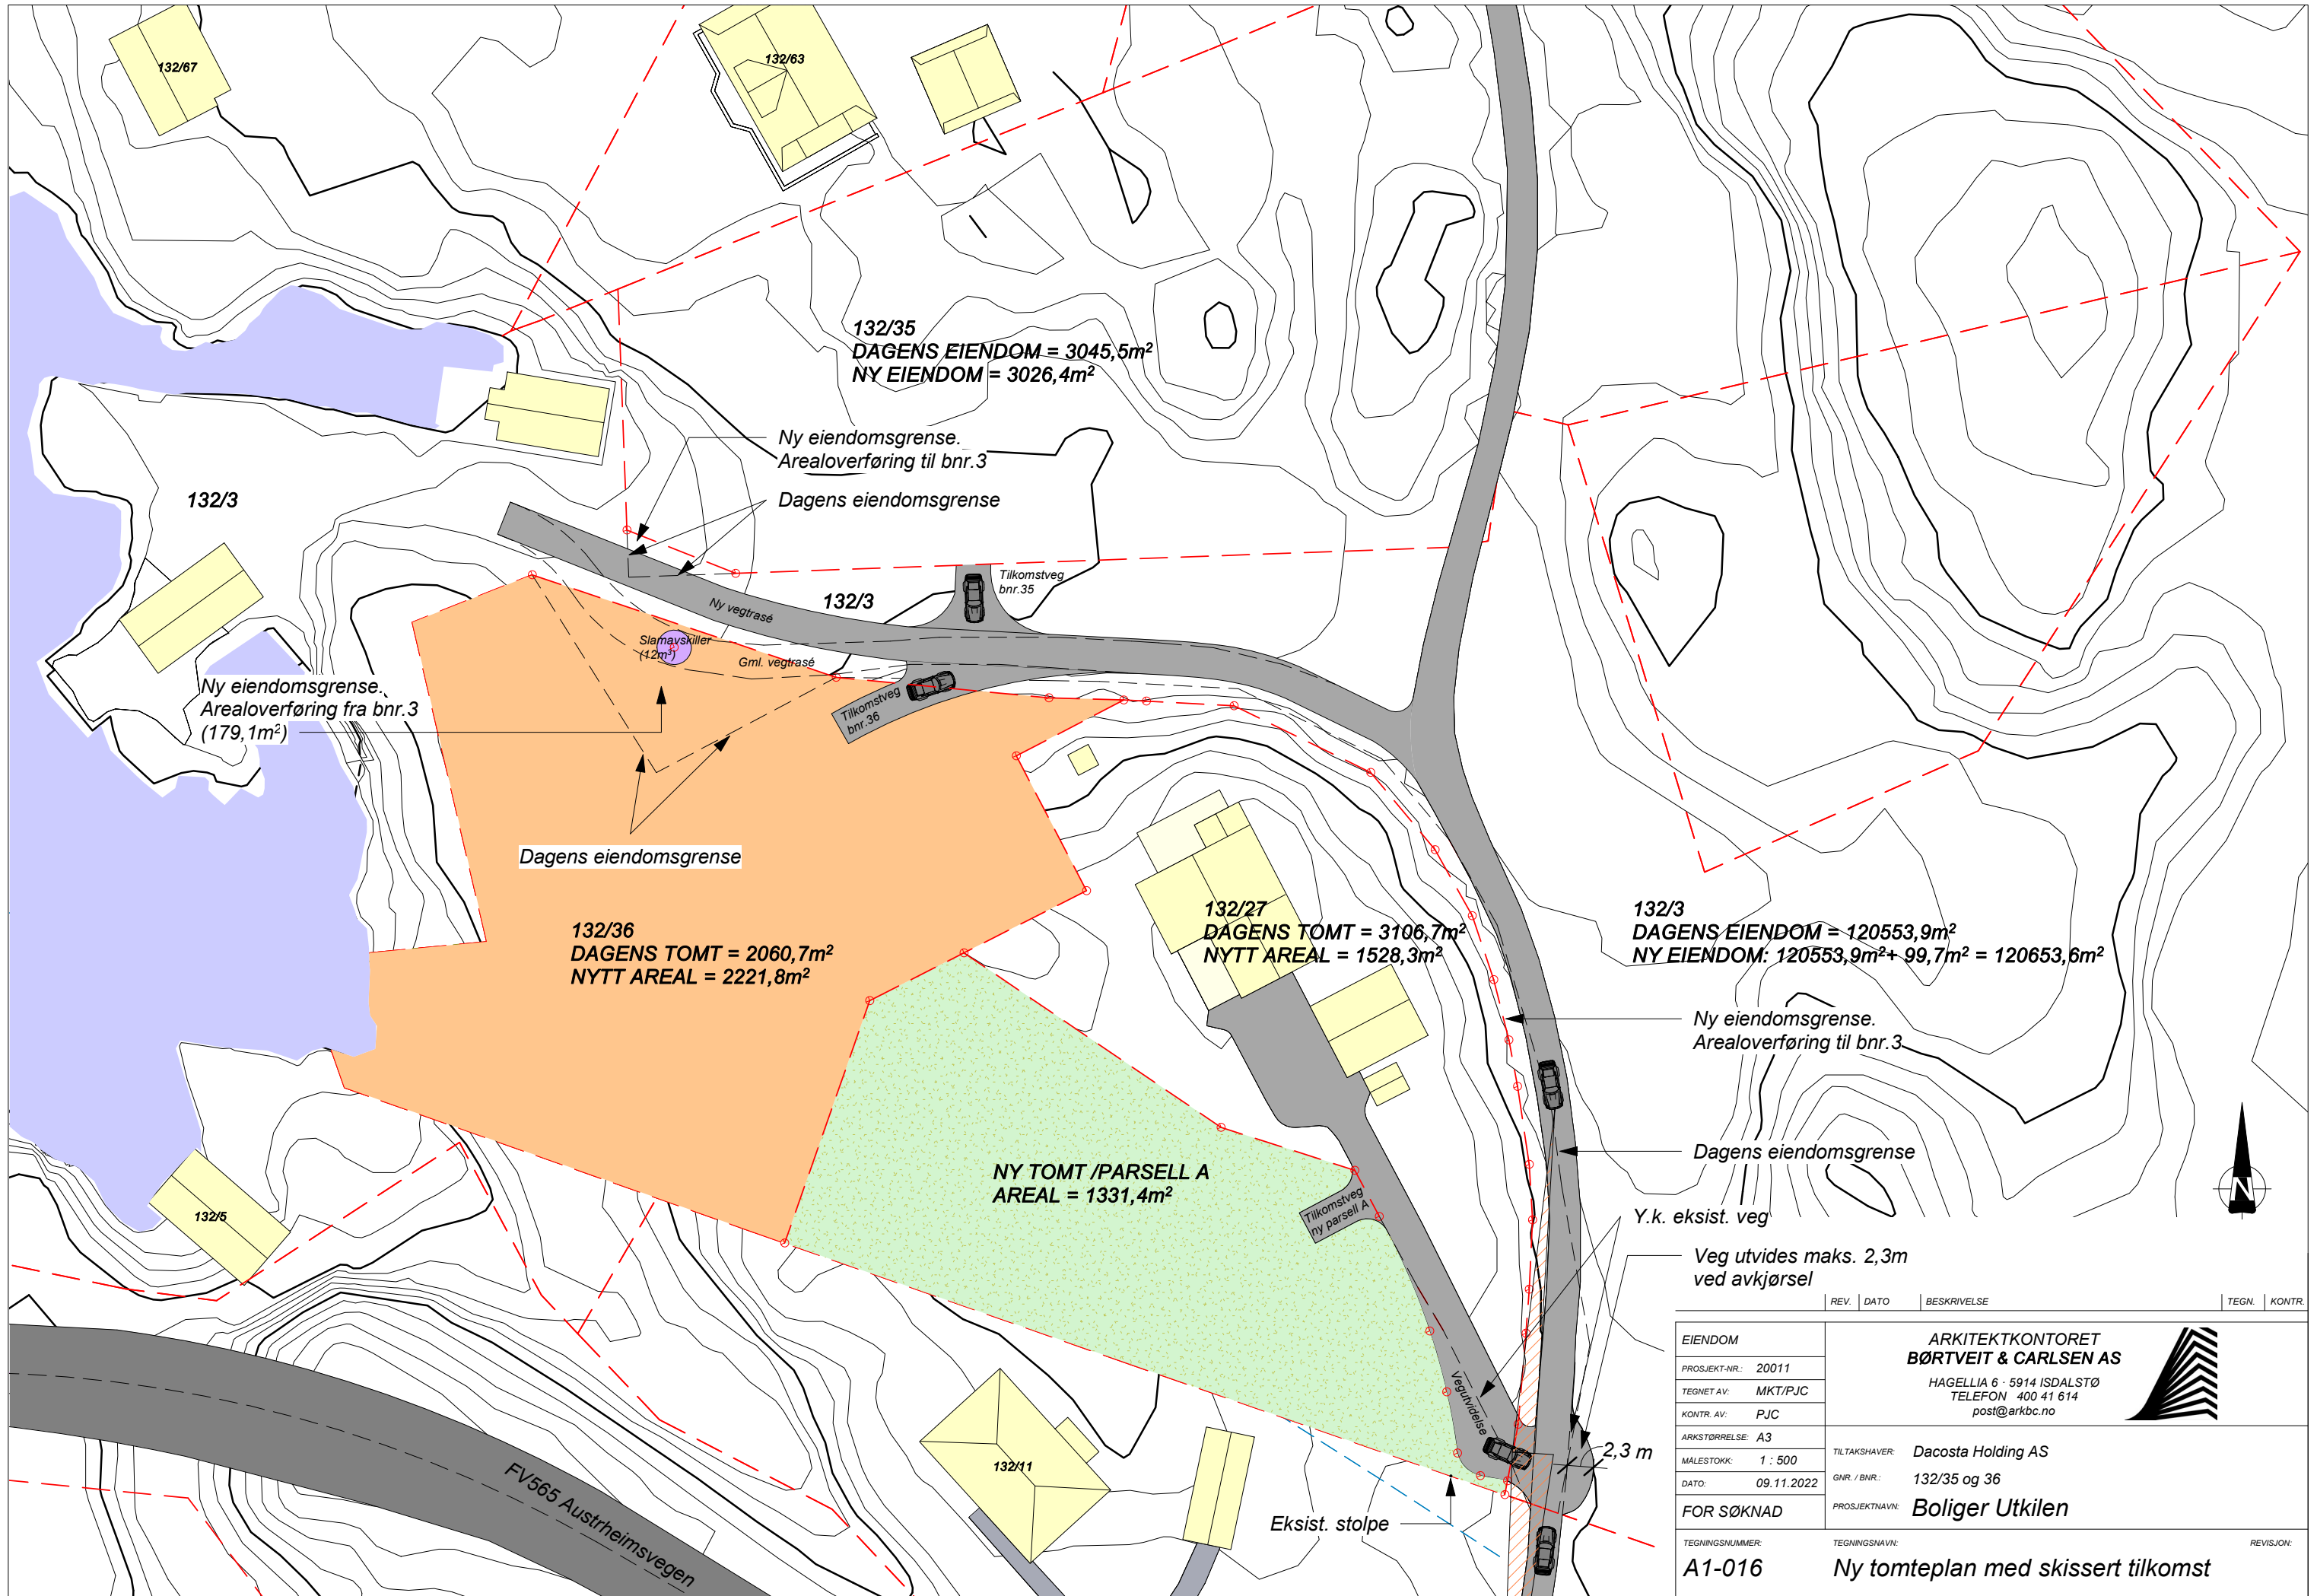 132/67
132/63
132/35
DAGENS EIENDOM = 3045,5m²
NY EIENDOM = 3026,4m²
Ny eiendomsgrense.
Arealoverføring til bnr.3
Dagens eiendomsgrense
132/3
Tilkomstveg
bnr.35
Ny vegtrasé
132/3
Slamavskiller
(12m³)
Gml. vegtrasé
Ny eiendomsgrense.
Arealoverføring fra bnr.3
(179,1m²)
Tilkomstveg
bnr.36
Dagens eiendomsgrense
132/36
DAGENS TOMT = 2060,7m²
NYTT AREAL = 2221,8m²
132/27
DAGENS TOMT = 3106,7m²
NYTT AREAL = 1528,3m²
132/3
DAGENS EIENDOM = 120553,9m²
NY EIENDOM: 120553,9m²+ 99,7m² = 120653,6m²
Ny eiendomsgrense.
Arealoverføring til bnr.3
Dagens eiendomsgrense
NY TOMT /PARSELL A
AREAL = 1331,4m²
Tilkomstveg
ny parsell A
N
132/5
Y.k. eksist. veg
Veg utvides maks. 2,3m
ved avkjørsel
Vegutvidelse
2,3 m
132/11
Eksist. stolpe
FV565 Austrheimsvegen
REV. DATO BESKRIVELSE TEGN. KONTR.
EIENDOM
PROSJEKT-NR.: 20011
TEGNET AV: MKT/PJC
KONTR. AV: PJC
ARKSTØRRELSE: A3
MÅLESTOKK: 1 : 500
DATO: 09.11.2022
FOR SØKNAD
ARKITEKTKONTORET
BØRTVEIT & CARLSEN AS
HAGELLIA 6 · 5914 ISDALSTØ
TELEFON 400 41 614
post@arkbc.no
TILTAKSHAVER: Dacosta Holding AS
GNR. / BNR.: 132/35 og 36
PROSJEKTNAVN: Boliger Utkilen
TEGNINGSNUMMER:
A1-016
TEGNINGSNAVN:
Ny tomteplan med skissert tilkomst
REVISJON: